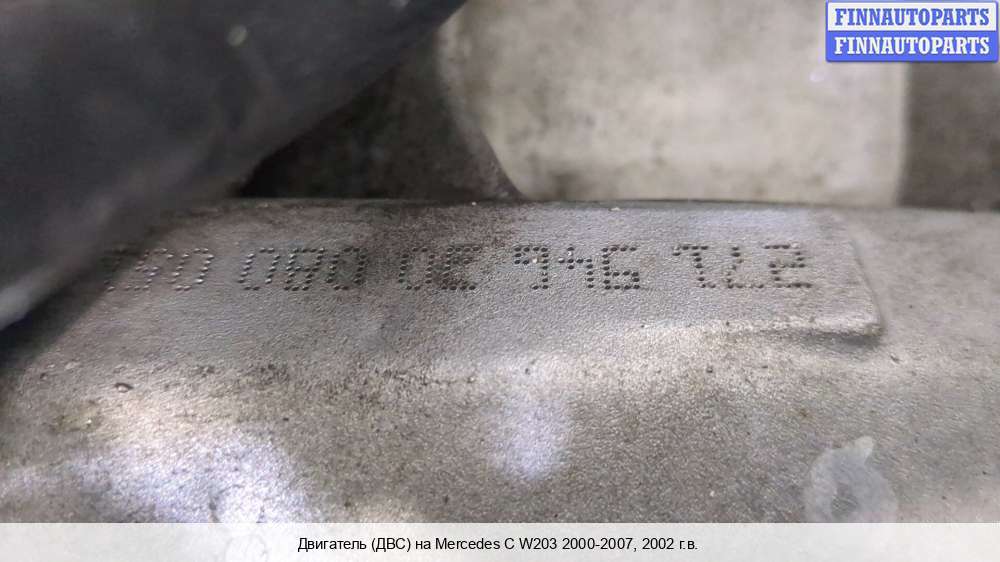 FINNAUTOPARTS
FINNAUTOPARTS
271 946 30 080
Двигатель (ДВС) на Mercedes C W203 2000-2007, 2002 г.в.